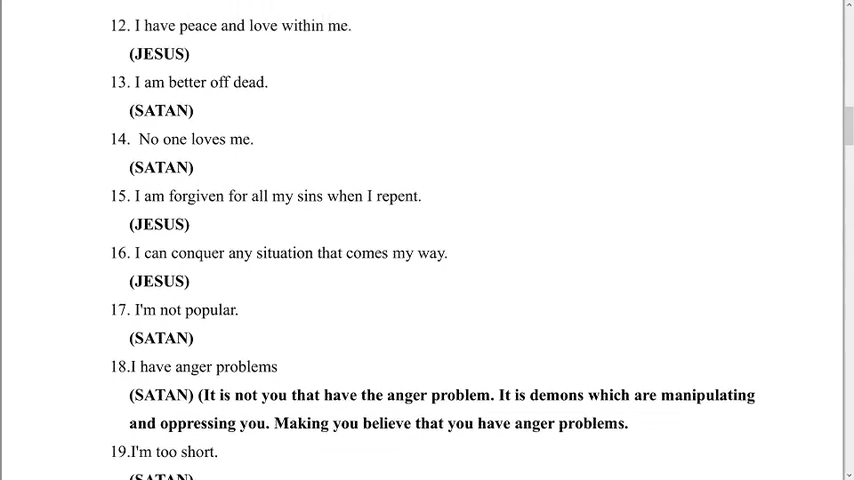 12. I have peace and love within me.
(JESUS)
13. I am better off dead.
(SATAN)
14.  No one loves me.
(SATAN)
15. I am forgiven for all my sins when I repent.
(JESUS)
16. I can conquer any situation that comes my way.
(JESUS)
17. I'm not popular.
(SATAN)
18.I have anger problems
(SATAN) (It is not you that have the anger problem. It is demons which are manipulating
and oppressing you. Making you believe that you have anger problems.
19.I'm too short.
(SATAN)